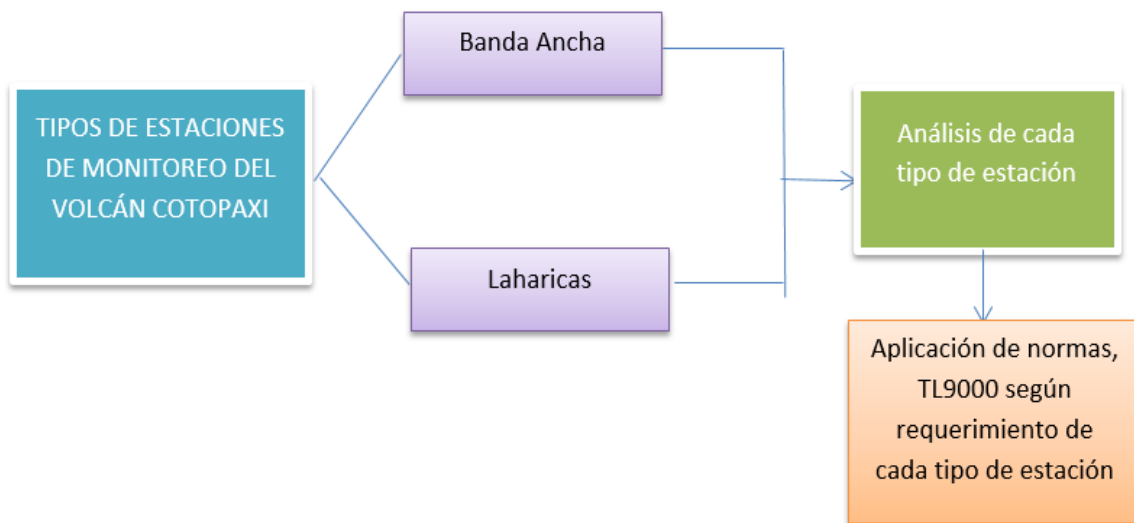 TIPOS DE ESTACIONES
DE MONITOREO DEL
VOLCÁN COTOPAXI
Banda Ancha
Laharicas
Análisis de cada
tipo de estación
Aplicación de normas,
TL9000 según
requerimiento de
cada tipo de estación